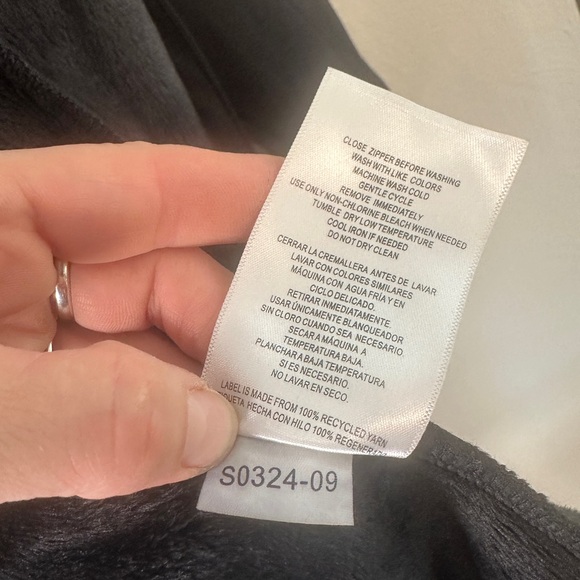 CLOSE ZIPPER BEFORE WASHING
WASH WITH LIKE COLORS
MACHINE WASH COLD
GENTLE CYCLE
REMOVE IMMEDIATELY
USE ONLY NON-CHLORINE BLEACH WHEN NEEDED
TUMBLE DRY LOW TEMPERATURE
COOL IRON IF NEEDED
DO NOT DRY CLEAN
CERRAR LA CREMALLERA ANTES DE LAVAR
LAVAR CON COLORES SIMILARES
MÁQUINA CON AGUA FRÍA Y EN
CICLO DELICADO.
RETIRAR INMEDIATAMENTE
USAR ÚNICAMENTE BLANQUEADOR
SIN CLORO CUANDO SEA NECESARIO.
SECAR A MÁQUINA A
TEMPERATURA BAJA.
PLANCHAR A BAJA TEMPERATURA
SI ES NECESARIO.
NO LAVAR EN SECO.
LABEL IS MADE FROM 100% RECYCLED YARN
HECHA CON HILO 100%
S0324-09